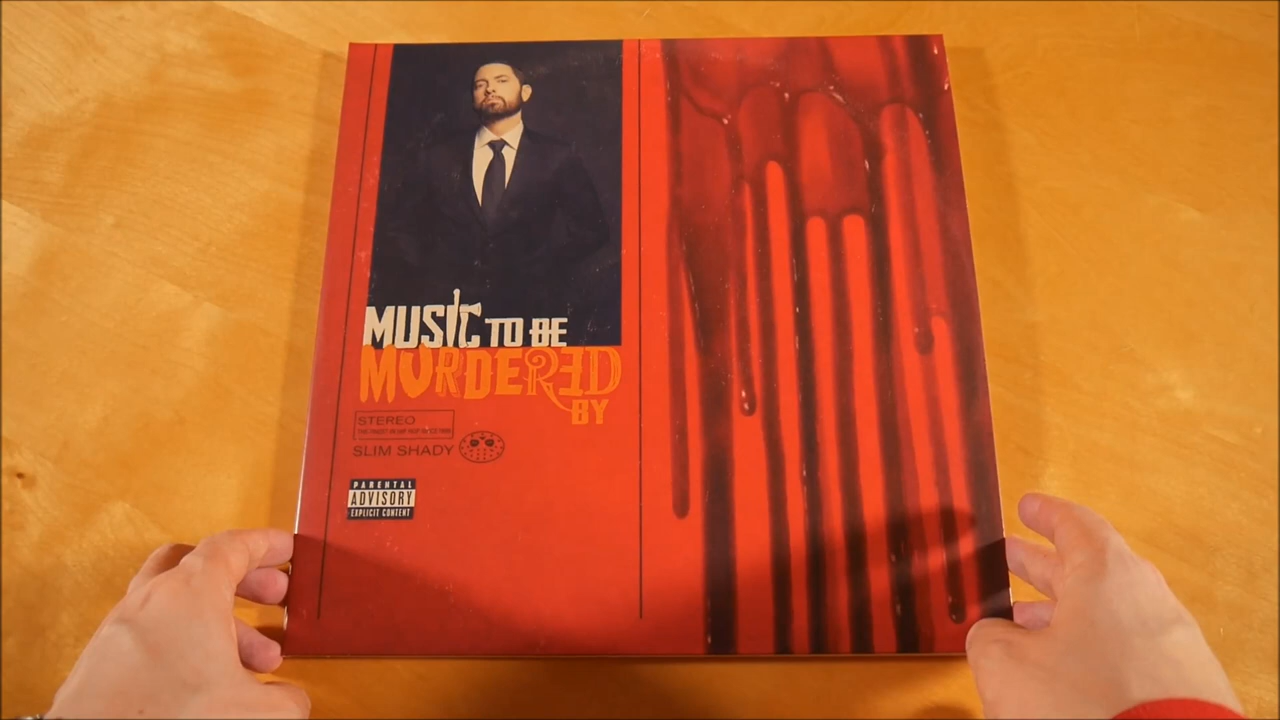 MUSIC TO BE
MURDERED
BY
STEREO
SLIM SHADY
PARENTAL
ADVISORY
EXPLICIT CONTENT